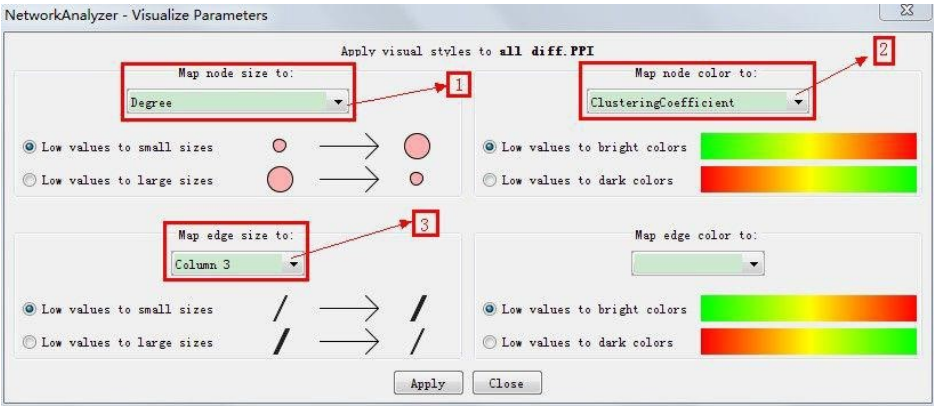 NetworkAnalyzer - Visualize Parameters
Apply visual styles to all diff.PPI
Map node size to:
Degree
1
Low values to small sizes
Low values to large sizes
Map node color to:
2
ClusteringCoefficient
Low values to bright colors
Low values to dark colors
Map edge size to:
3
Column 3
Low values to small sizes
Low values to large sizes
Map edge color to:
Low values to bright colors
Low values to dark colors
Apply
Close